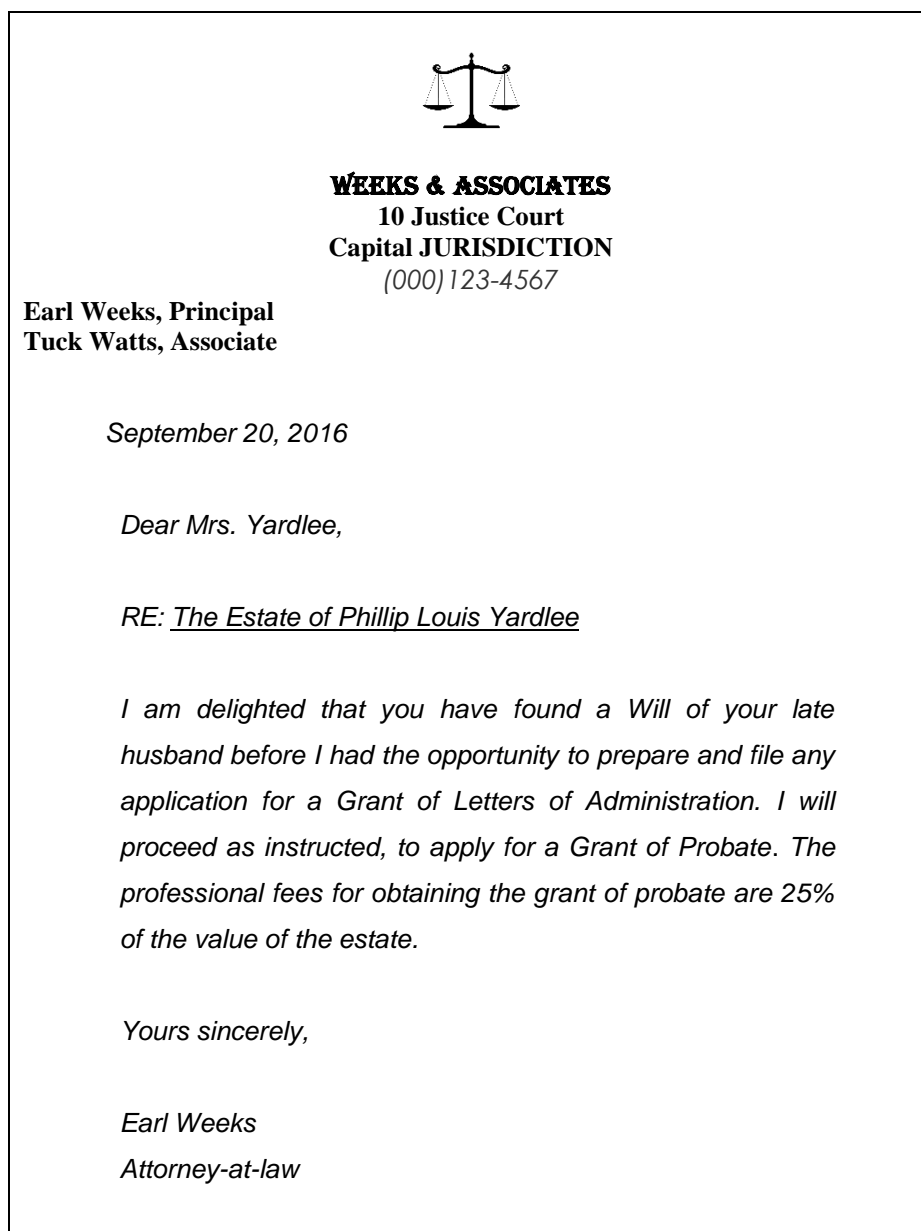 WEEKS & ASSOCIATES
10 Justice Court
Capital JURISDICTION
(000)123-4567
Earl Weeks, Principal
Tuck Watts, Associate
September 20, 2016
Dear Mrs. Yardlee,
RE: The Estate of Phillip Louis Yardlee
I am delighted that you have found a Will of your late
husband before I had the opportunity to prepare and file any
application for a Grant of Letters of Administration. I will
proceed as instructed, to apply for a Grant of Probate. The
professional fees for obtaining the grant of probate are 25%
of the value of the estate.
Yours sincerely,
Earl Weeks
Attorney-at-law